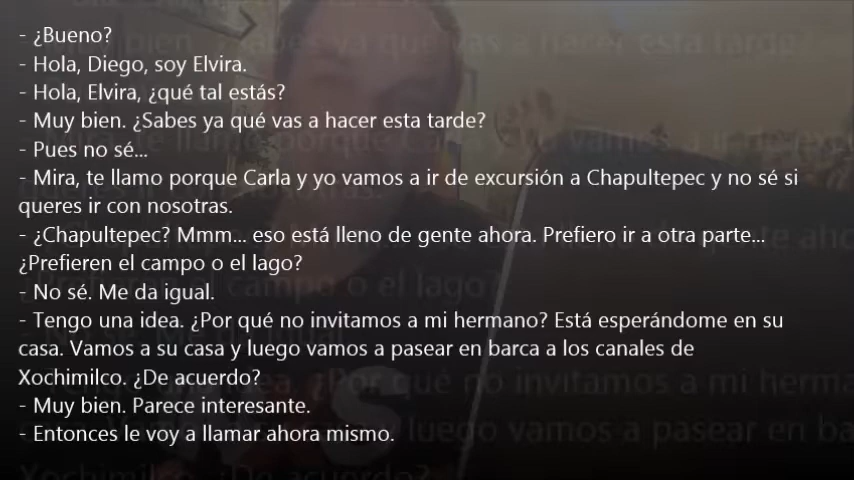 - ¿Bueno?
- Hola, Diego, soy Elvira.
- Hola, Elvira, ¿qué tal estás?
- Muy bien. ¿Sabes ya qué vas a hacer esta tarde?
- Pues no sé...
- Mira, te llamo porque Carla y yo vamos a ir de excursión a Chapultepec y no sé si
queres ir con nosotras.
- ¿Chapultepec? Mmm... eso está lleno de gente ahora. Prefiero ir a otra parte...
¿Prefieren el campo o el lago?
- No sé. Me da igual.
- Tengo una idea. ¿Por qué no invitamos a mi hermano? Está esperándome en su
casa. Vamos a su casa y luego vamos a pasear en barca a los canales de
Xochimilco. ¿De acuerdo?
- Muy bien. Parece interesante.
- Entonces le voy a llamar ahora mismo.